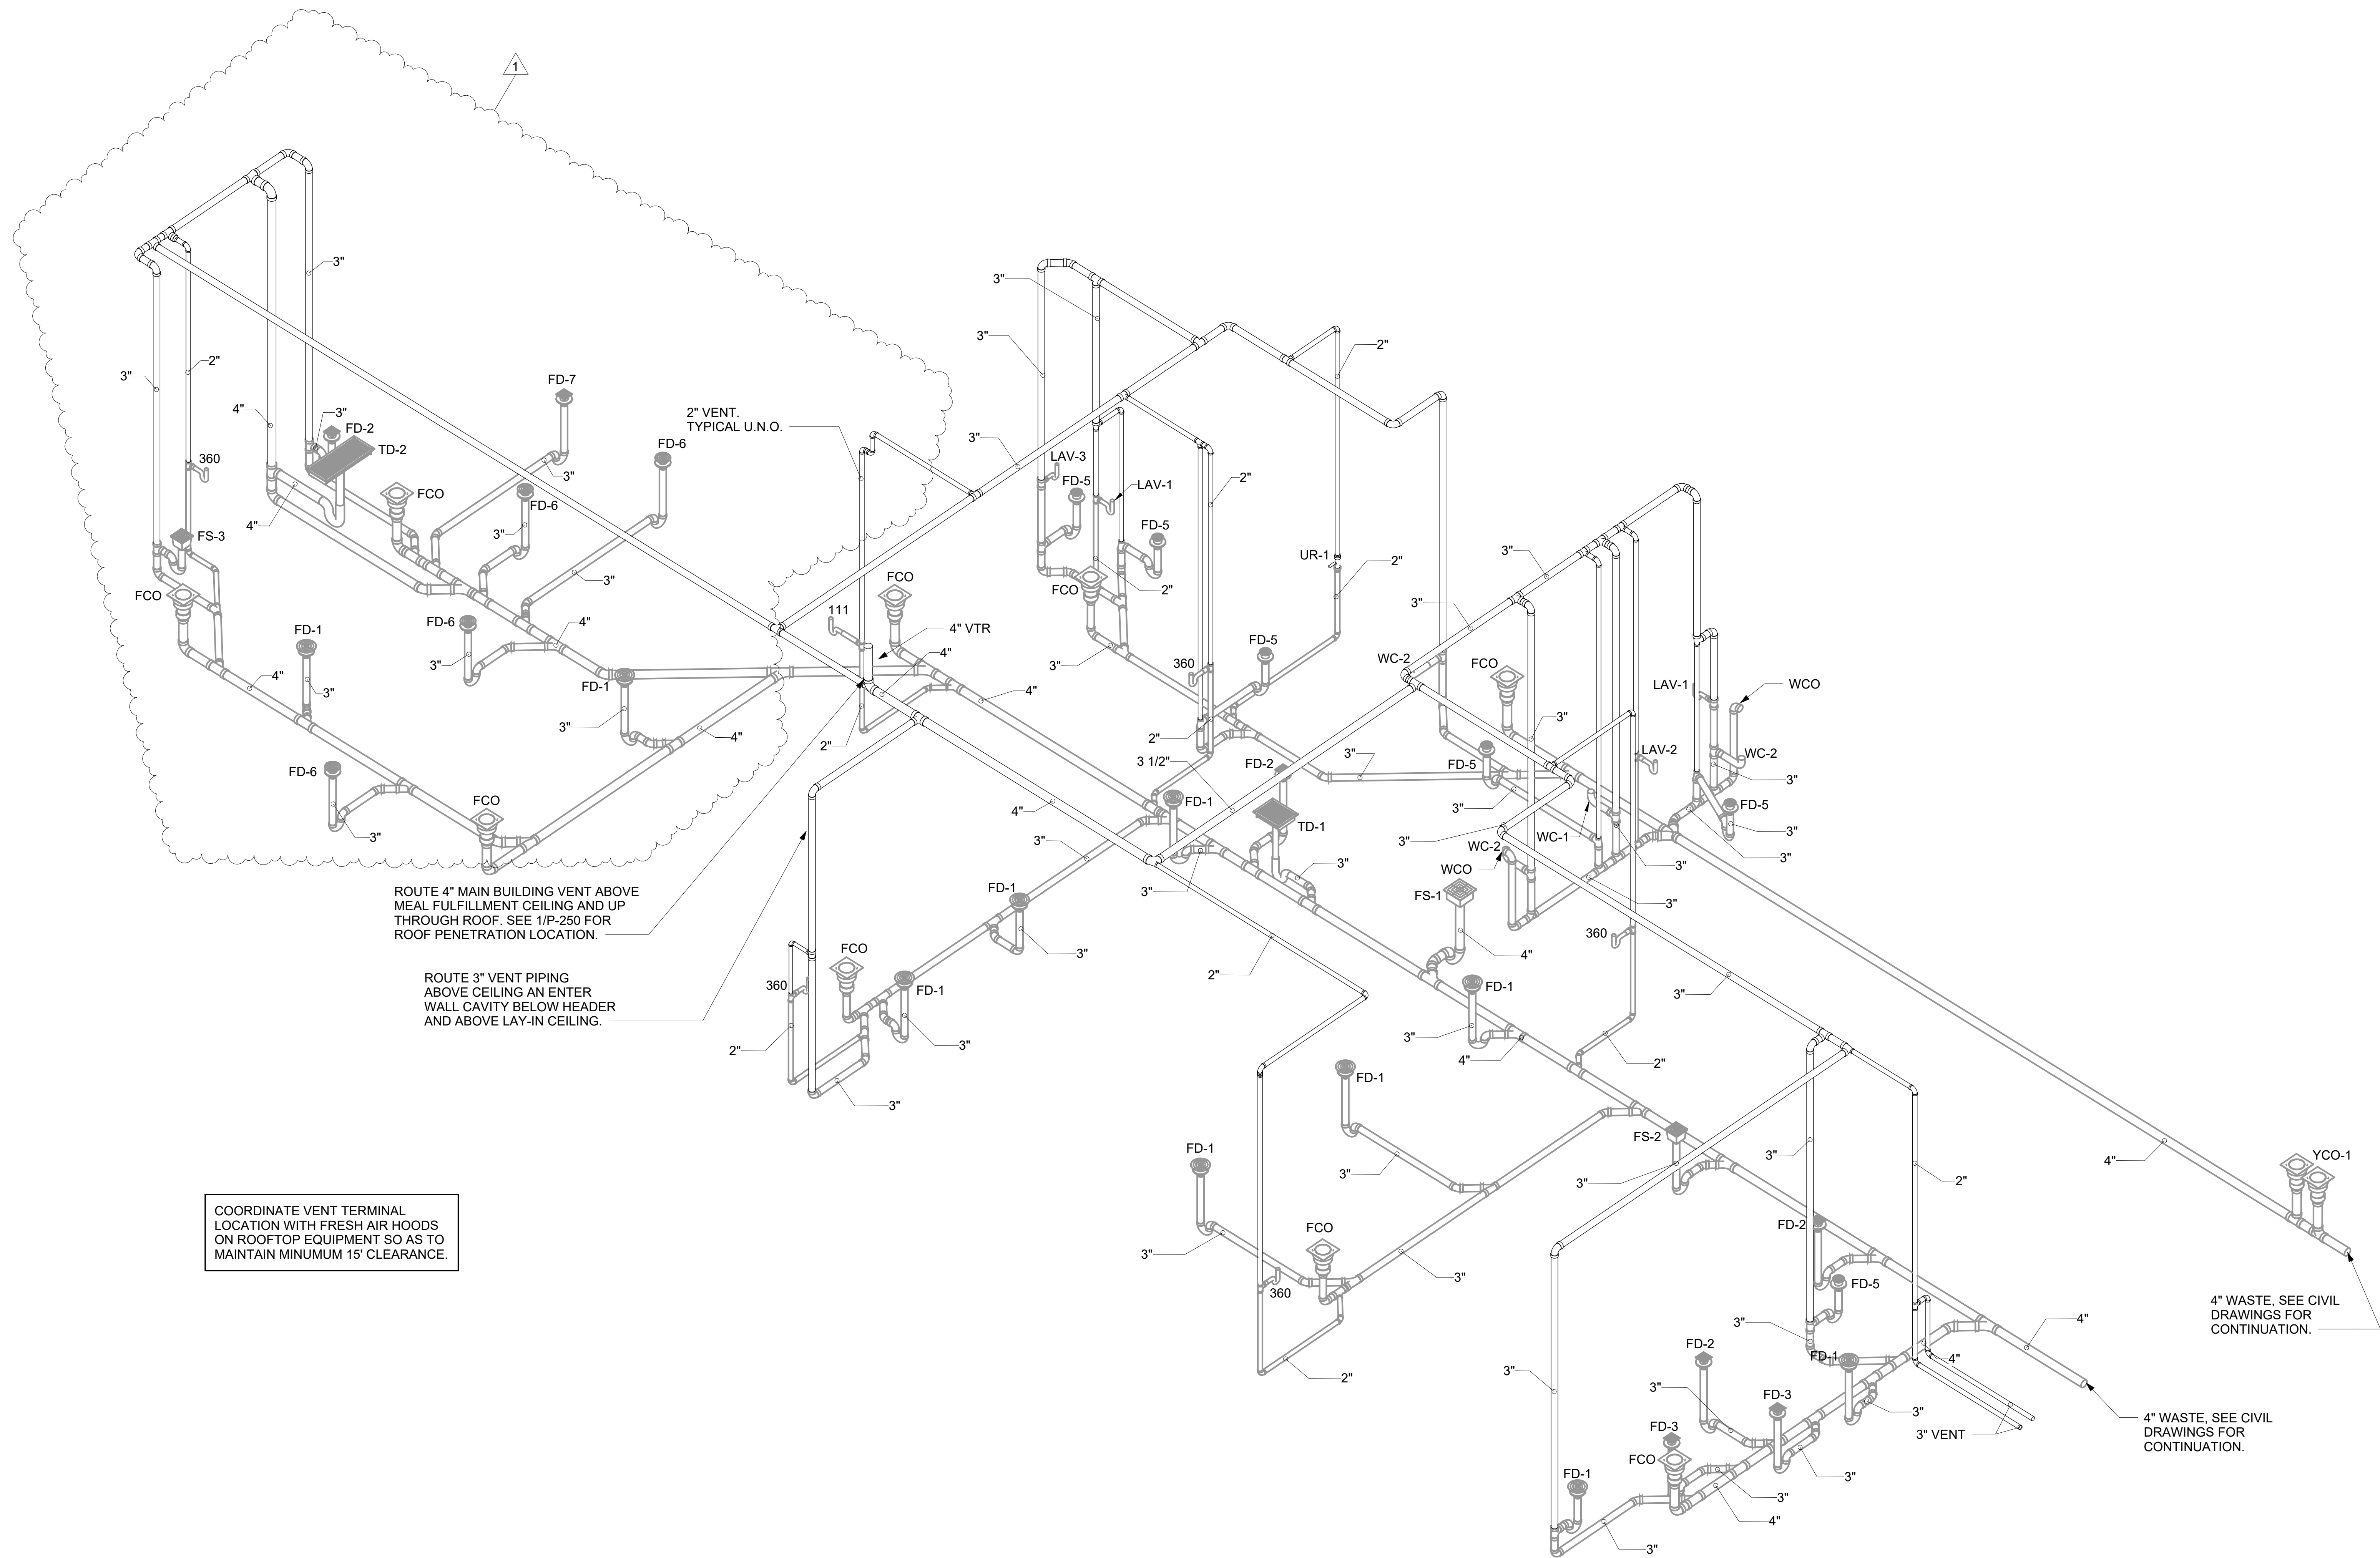 1
3"
2"
3"
4"
3"
FD-2
TD-2
360
FS-3
4"
4"
FCO
FCO
FD-7
3"
FD-6
FD-6
3"
3"
2" VENT.
TYPICAL U.N.O.
FD-1
3"
4"
FD-6
3"
4"
FD-1
3"
4"
FD-6
3"
FCO
111
FCO
4" VTR
4"
4"
2"
3"
3"
3"
LAV-3
FD-5
LAV-1
FD-5
FCO
2"
3"
2"
2"
UR-1
2"
FD-5
360
2"
3 1/2"
FD-2
3"
FD-1
TD-1
4"
3"
3"
3"
3"
3"
WC-2
FCO
3"
LAV-1
WCO
WC-2
3"
LAV-2
FD-5
3"
3"
FD-5
3"
WC-1
3"
3"
WC-2
WCO
3"
FS-1
4"
360
ROUTE 4" MAIN BUILDING VENT ABOVE
MEAL FULFILLMENT CEILING AND UP
THROUGH ROOF. SEE 1/P-250 FOR
ROOF PENETRATION LOCATION.
ROUTE 3" VENT PIPING
ABOVE CEILING AN ENTER
WALL CAVITY BELOW HEADER
AND ABOVE LAY-IN CEILING.
FD-1
3"
FCO
360
FD-1
3"
2"
3"
2"
FD-1
3"
4"
3"
2"
FD-1
3"
FD-1
3"
FCO
3"
360
2"
FS-2
3"
3"
2"
4"
YCO-1
FD-2
FD-5
3"
FD-1
4"
4"
3"
FD-2
3"
FD-3
3"
3" VENT
FD-3
FCO
3"
3"
FD-1
4"
3"
4" WASTE, SEE CIVIL
DRAWINGS FOR
CONTINUATION.
4" WASTE, SEE CIVIL
DRAWINGS FOR
CONTINUATION.
COORDINATE VENT TERMINAL
LOCATION WITH FRESH AIR HOODS
ON ROOFTOP EQUIPMENT SO AS TO
MAINTAIN MINUMUM 15' CLEARANCE.